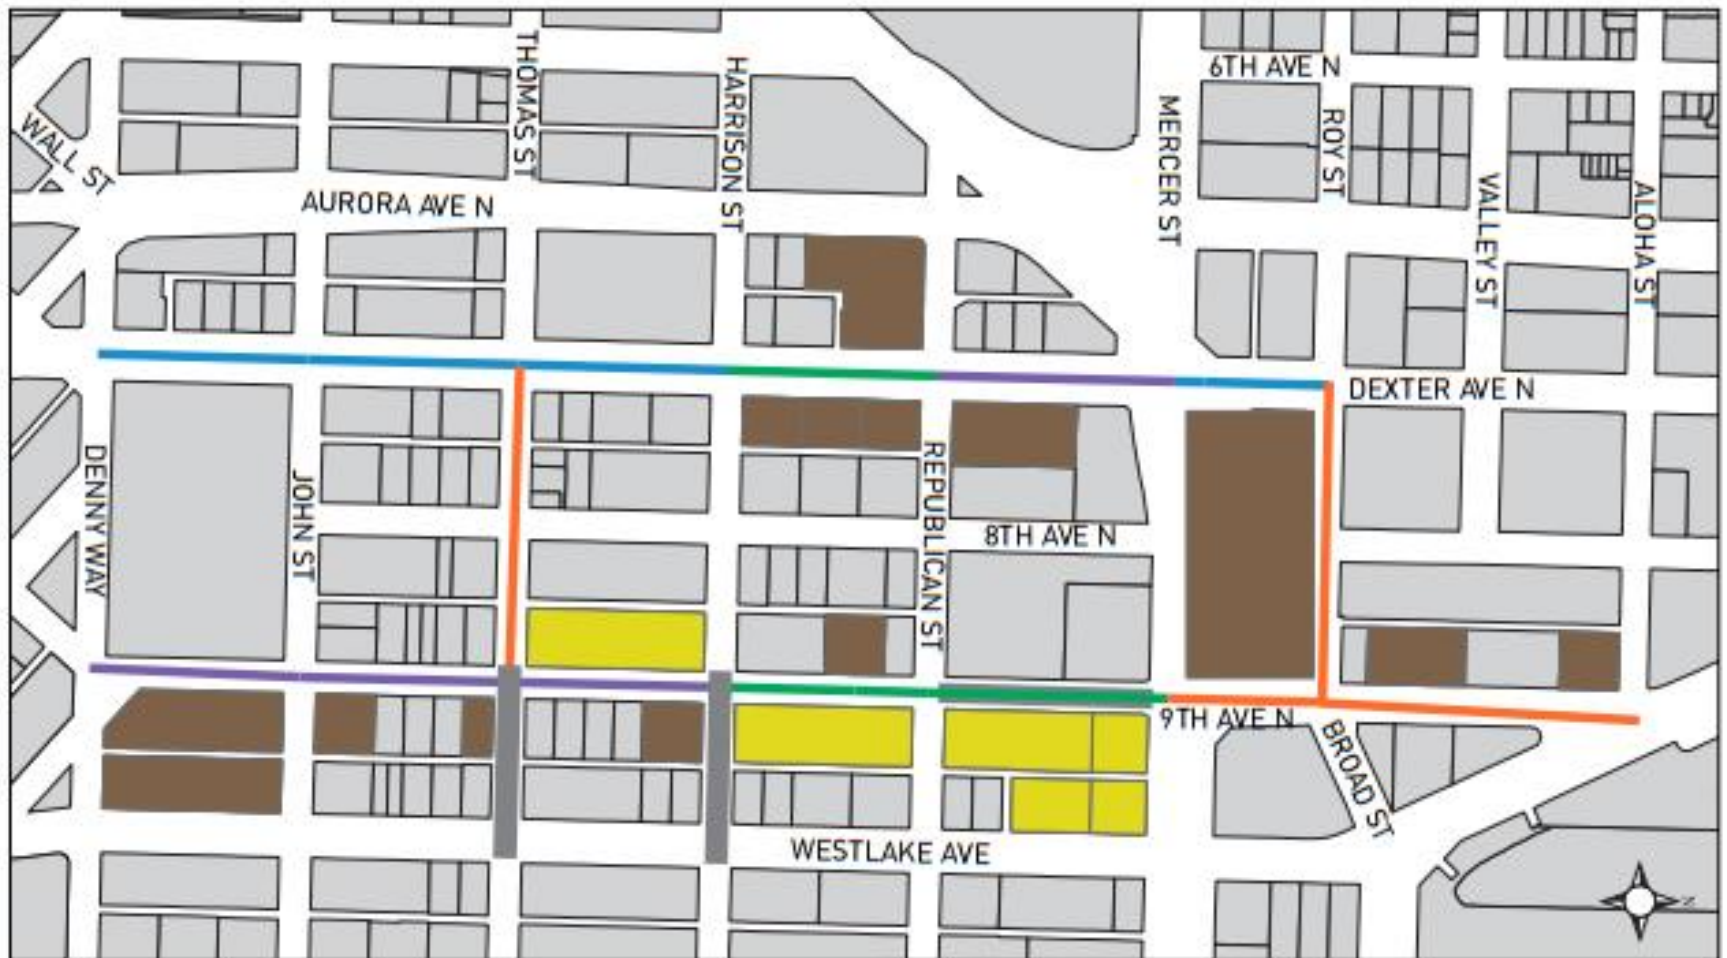 6TH AVE N
THOMAS ST
HARRISON ST
MERCER ST
ROY ST
WALL ST
AURORA AVE N
VALLEY ST
ALOHA ST
DEXTER AVE N
DENNY WAY
JOHN ST
REPUBLICAN ST
8TH AVE N
9TH AVE N
BROAD ST
WESTLAKE AVE
N